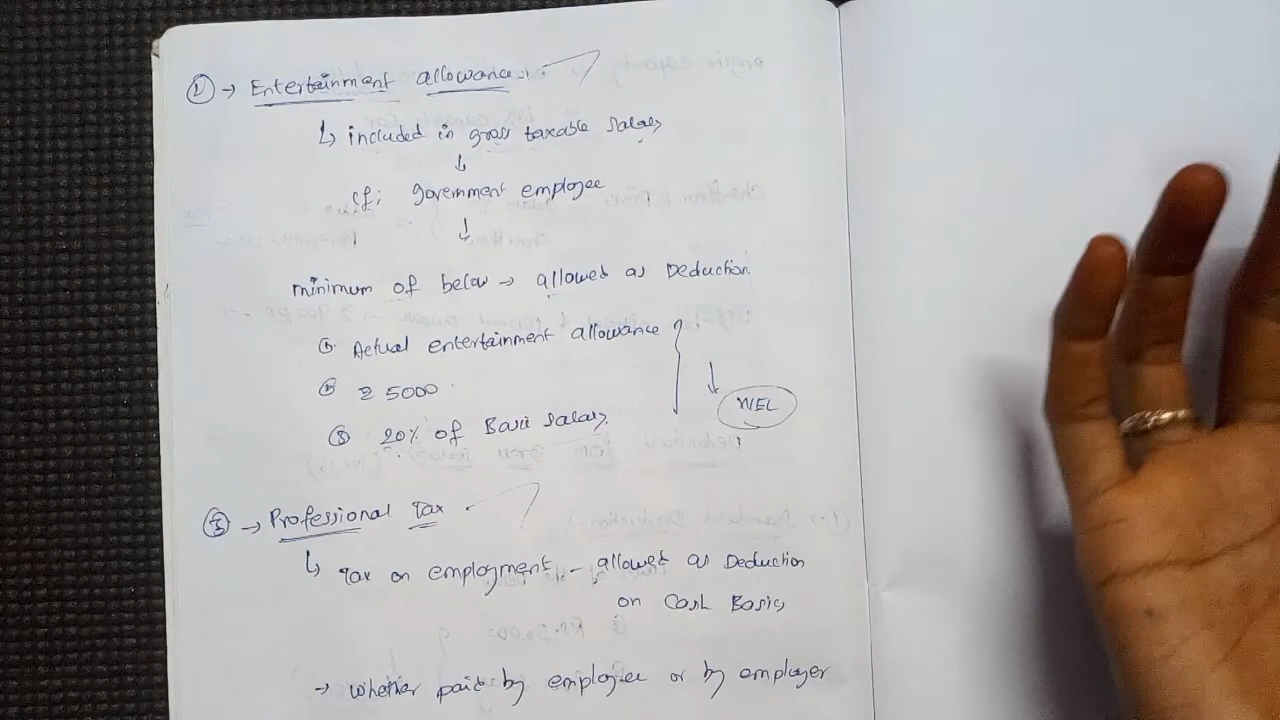 ② → Entertainment allowance :-
↳ included in gross taxable salary
↓
if; Government employee
↓
minimum of below → allowed as Deduction
① Actual entertainment allowance
② ₹ 5000
③ 20% of Basic salary.
↓
WEL
③ → Professional Tax -
↳ Tax on employment - allowed as Deduction
on Cash Basis
→ whether paid by employee or by employer